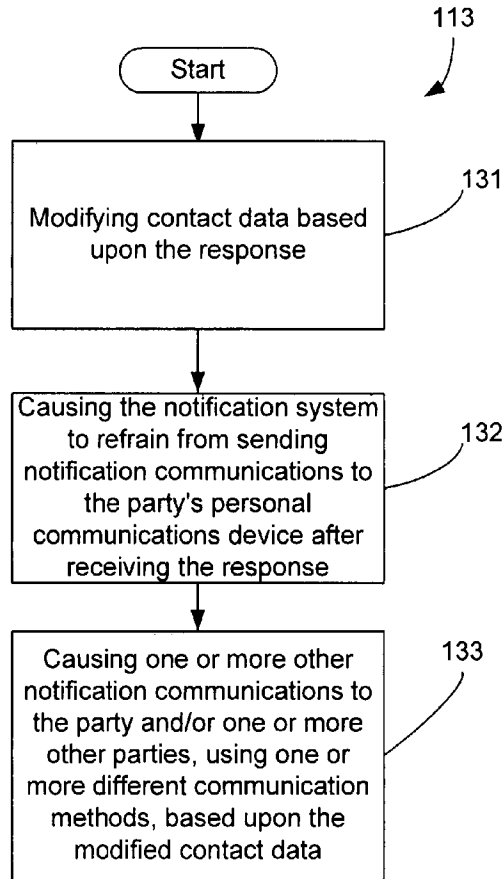 113
Start
131
Modifying contact data based
upon the response
Causing the notification system
to refrain from sending
notification communications to
the party's personal
communications device after
receiving the response
132
Causing one or more other
notification communications to
the party and/or one or more
other parties, using one or
more different communication
methods, based upon the
modified contact data
133